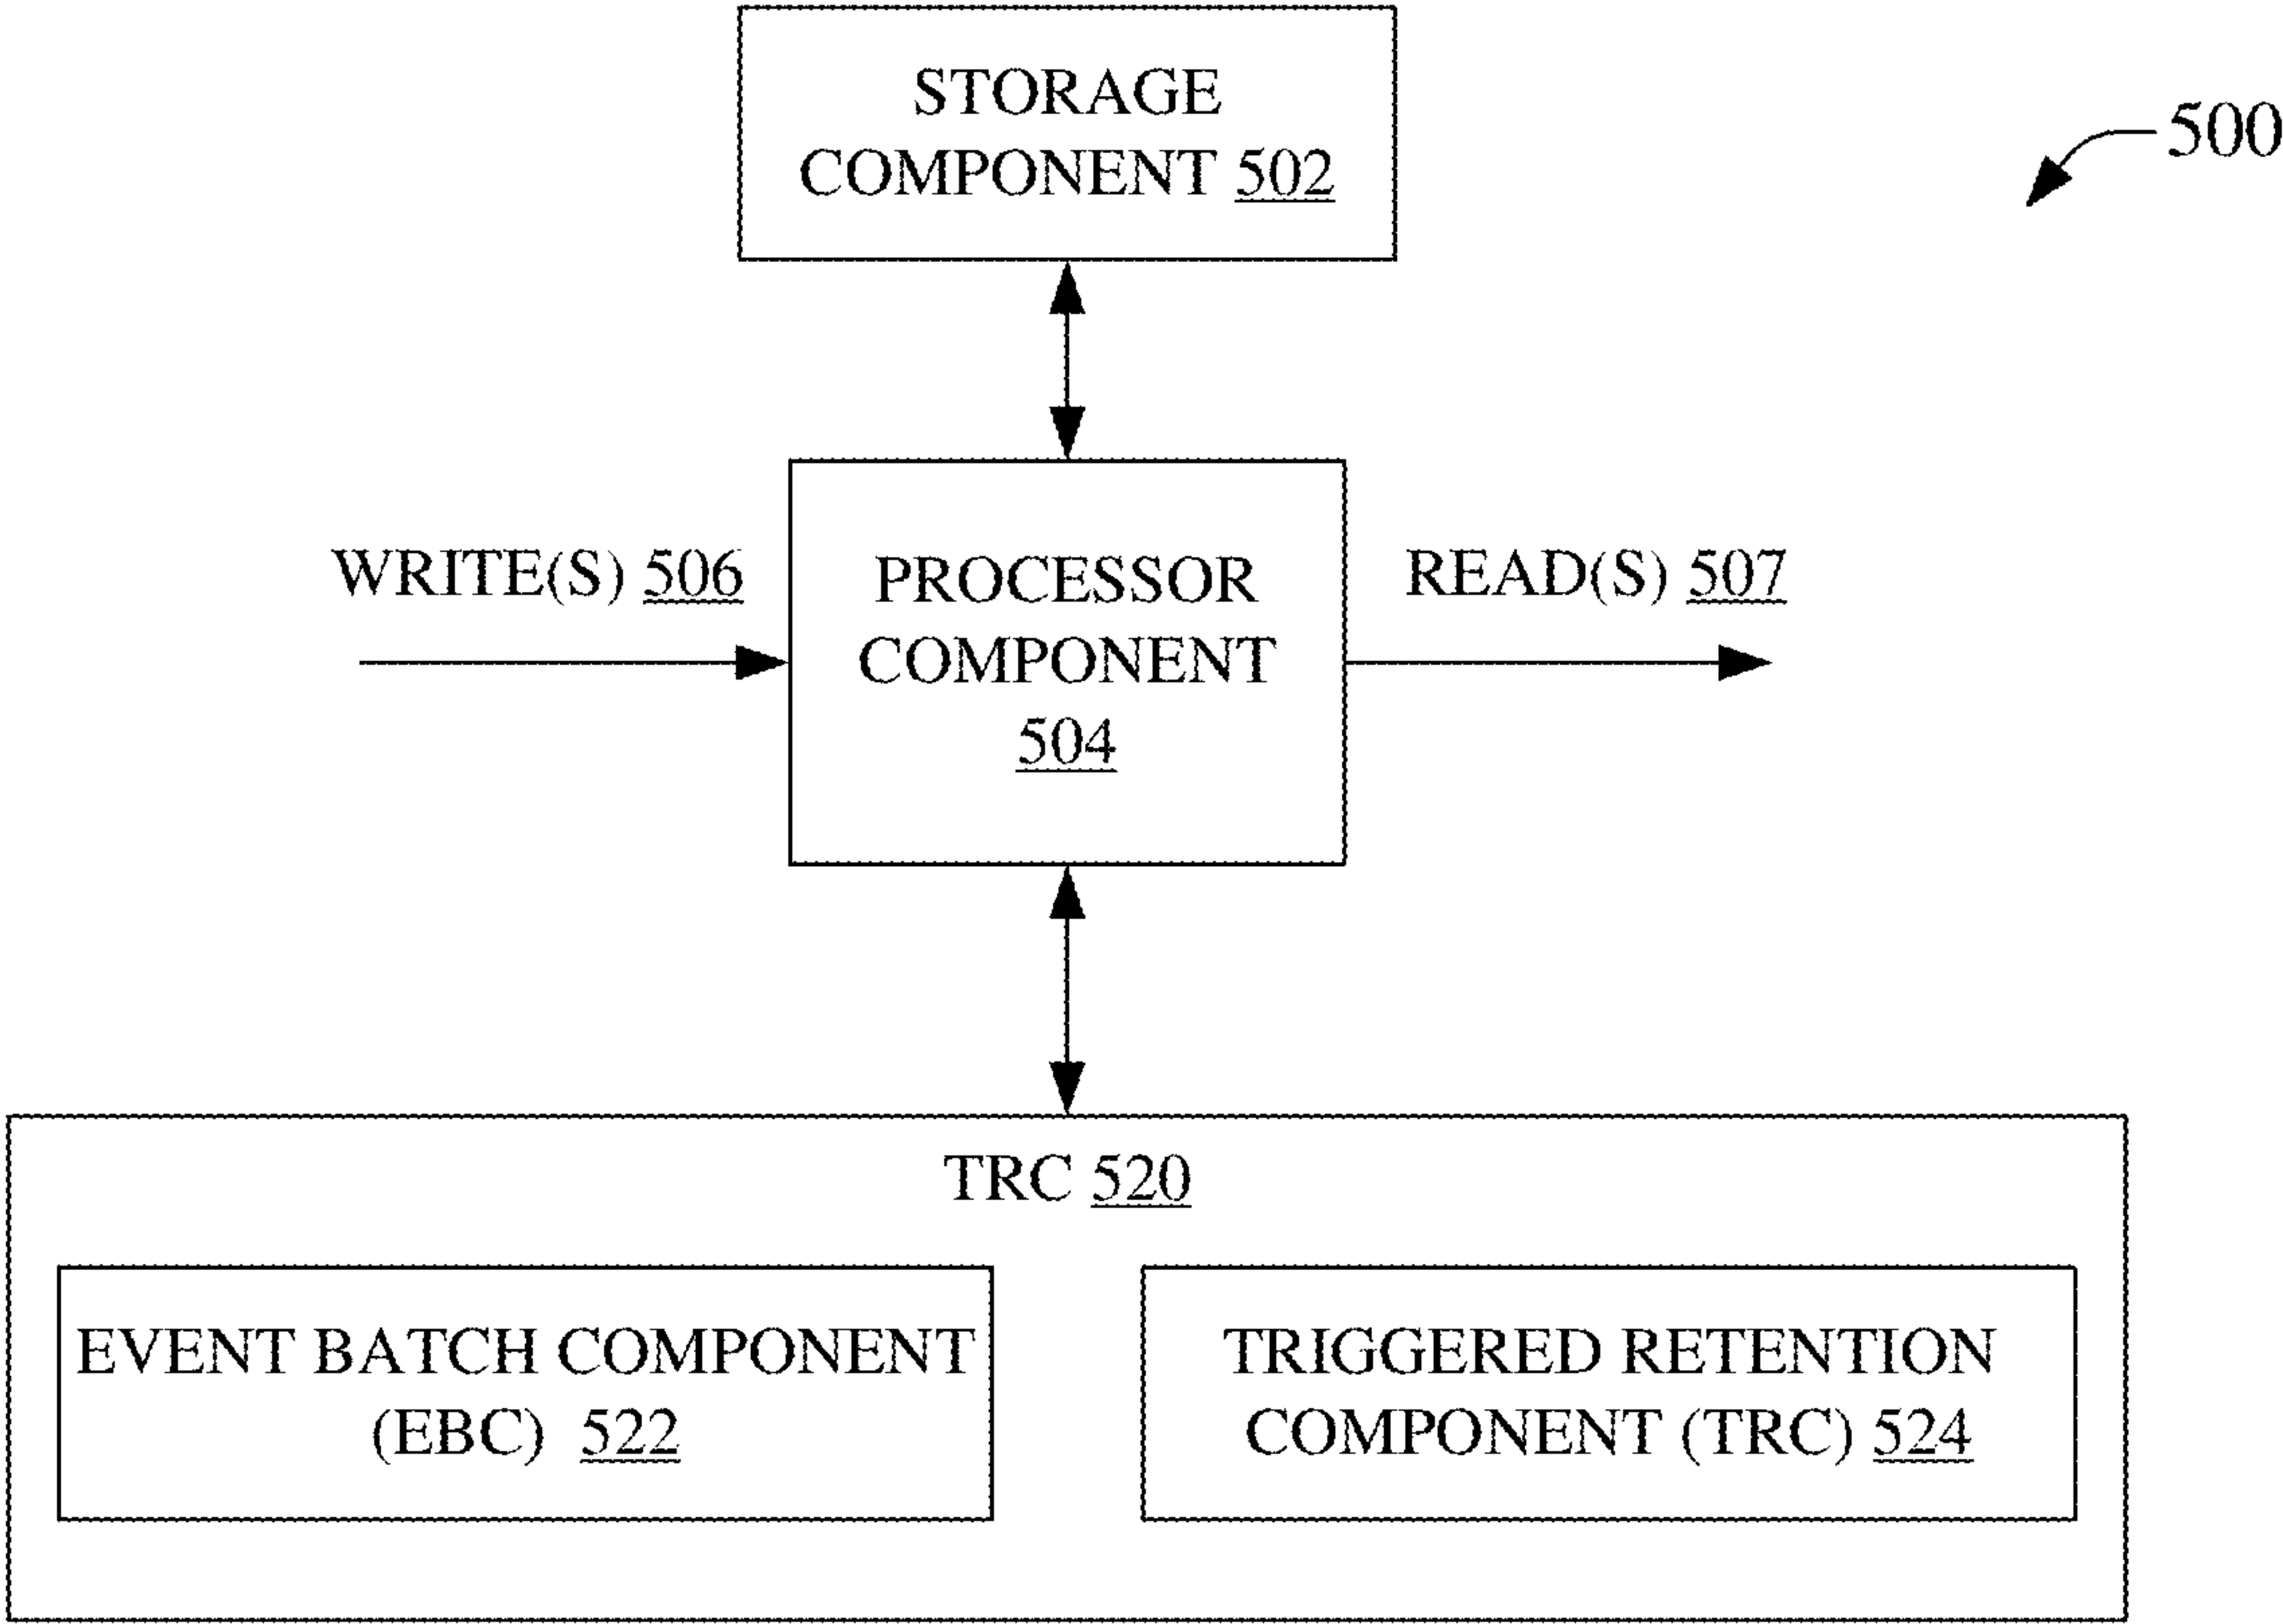 STORAGE
COMPONENT 502
500
WRITE(S) 506
PROCESSOR
COMPONENT
504
READ(S) 507
TRC 520
EVENT BATCH COMPONENT
(EBC) 522
TRIGGERED RETENTION
COMPONENT (TRC) 524